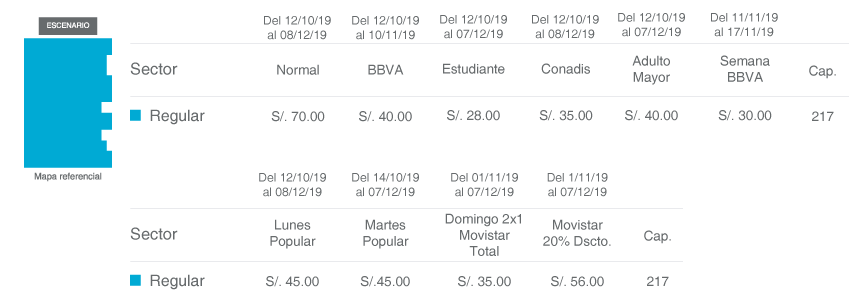 ESCENARIO
Mapa referencial
Del 12/10/19 Del 12/10/19 Del 12/10/19 Del 12/10/19 Del 12/10/19 Del 11/11/19
al 08/12/19 al 10/11/19 al 07/12/19 al 08/12/19 al 07/12/19 al 17/11/19
Sector Normal BBVA Estudiante Conadis Adulto Mayor Semana BBVA Cap.
Regular S/. 70.00 S/. 40.00 S/. 28.00 S/. 35.00 S/. 40.00 S/. 30.00 217
Del 12/10/19 Del 14/10/19 Del 01/11/19 Del 1/11/19
al 08/12/19 al 07/12/19 al 07/12/19 al 07/12/19
Sector Lunes Popular Martes Popular Domingo 2x1 Movistar Total Movistar 20% Dscto. Cap.
Regular S/. 45.00 S/.45.00 S/. 35.00 S/. 56.00 217